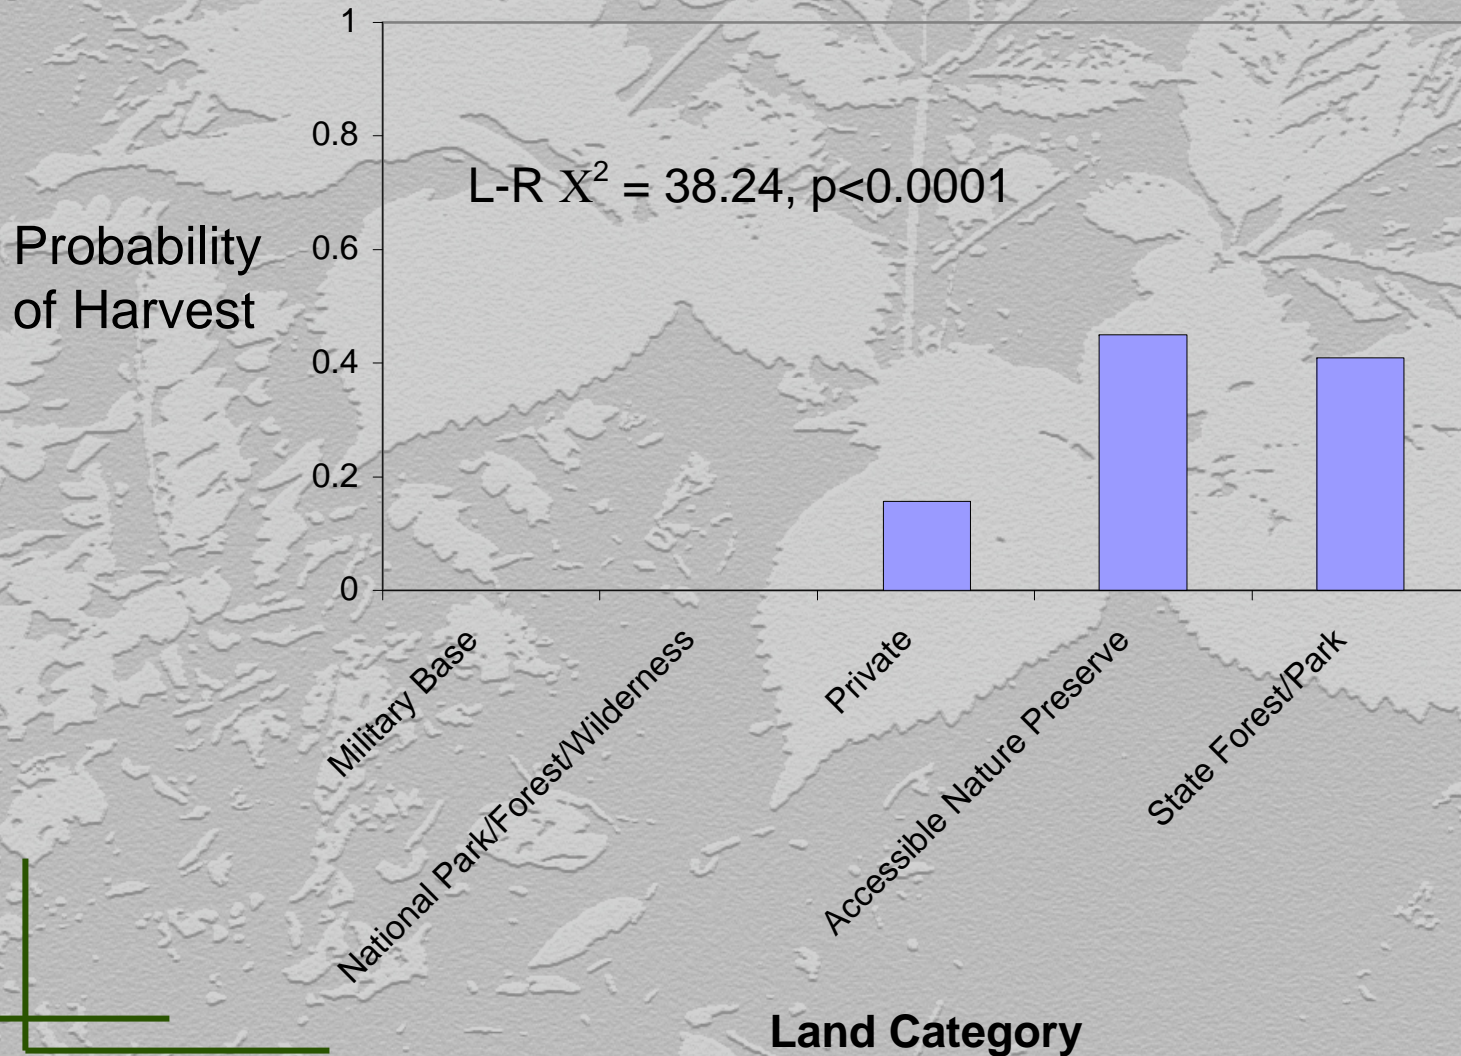 1
0.8
L-R X² = 38.24, p<0.0001
Probability
of Harvest
0.6
0.4
0.2
0
Military Base
National Park/Forest/Wilderness
Private
Accessible Nature Preserve
State Forest/Park
Land Category